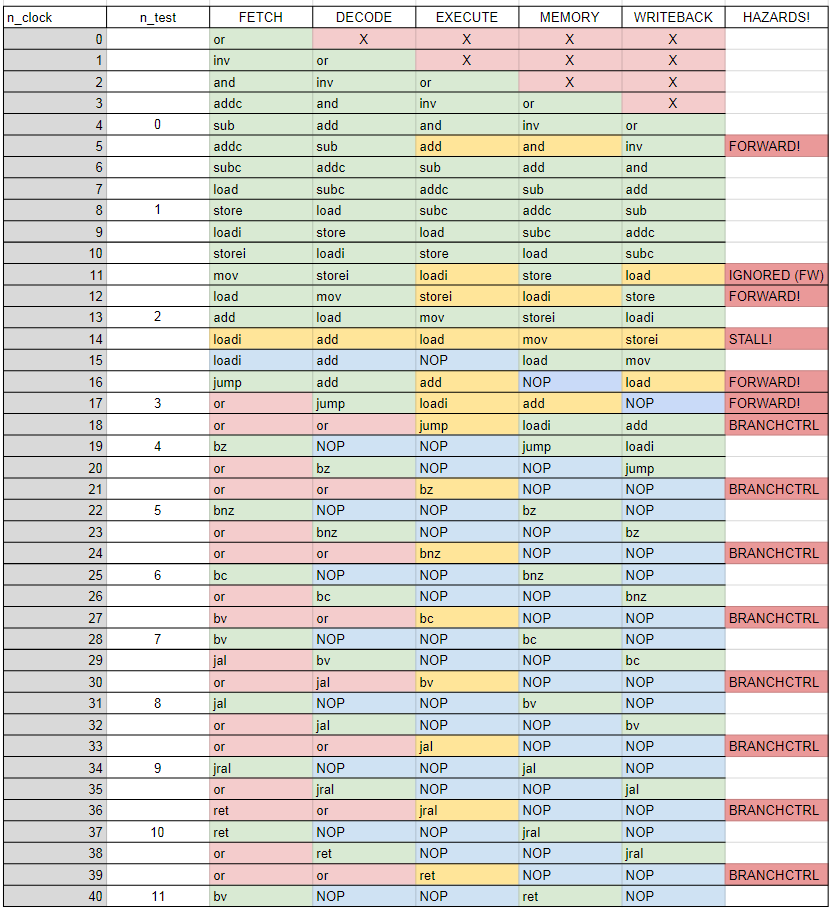 n_clock n_test FETCH DECODE EXECUTE MEMORY WRITEBACK HAZARDS!
0 or X X X X
1 inv or X X X
2 and inv or X X
3 addc and inv or X
4 0 sub add and inv or
5 addc sub add and inv FORWARD!
6 subc addc sub add and
7 load subc addc sub add
8 1 store load subc addc sub
9 loadi store load subc addc
10 storei loadi store load subc
11 mov storei loadi store load IGNORED (FW)
12 load mov storei loadi store FORWARD!
13 2 add load mov storei loadi
14 loadi add load mov storei STALL!
15 loadi add NOP load mov
16 jump add add NOP load FORWARD!
17 3 or jump loadi add NOP FORWARD!
18 or or jump loadi add BRANCHCTRL
19 4 bz NOP NOP jump loadi
20 or bz NOP NOP jump
21 or or bz NOP NOP BRANCHCTRL
22 5 bnz NOP NOP bz NOP
23 or bnz NOP NOP bz
24 or or bnz NOP NOP BRANCHCTRL
25 6 bc NOP NOP bnz NOP
26 or bc NOP NOP bnz
27 bv or bc NOP NOP BRANCHCTRL
28 7 bv NOP NOP bc NOP
29 jal bv NOP NOP bc
30 or jal bv NOP NOP BRANCHCTRL
31 8 jal NOP NOP bv NOP
32 or jal NOP NOP bv
33 or or jal NOP NOP BRANCHCTRL
34 9 jral NOP NOP jal NOP
35 or jral NOP NOP jal
36 ret or jral NOP NOP BRANCHCTRL
37 10 ret NOP NOP jral NOP
38 or ret NOP NOP jral
39 or or ret NOP NOP BRANCHCTRL
40 11 bv NOP NOP ret NOP